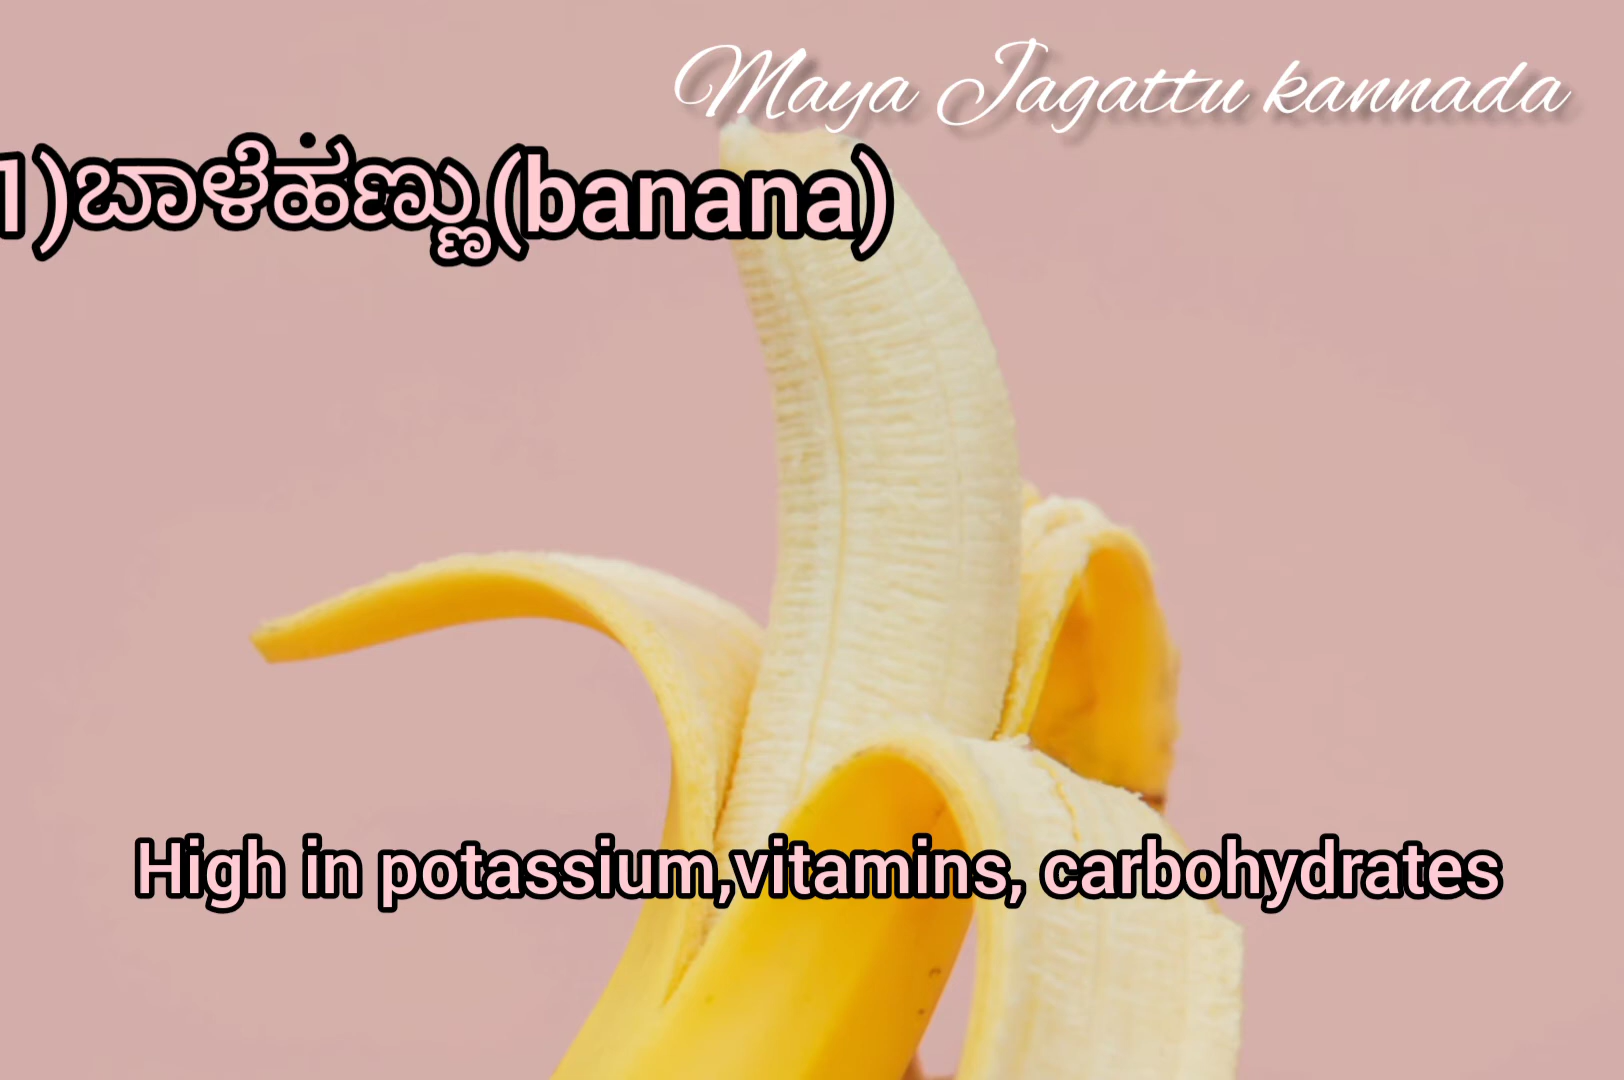 Maya Jagattu kannada
1)ಬಾಳೆಹಣ್ಣು(banana)
High in potassium,vitamins, carbohydrates